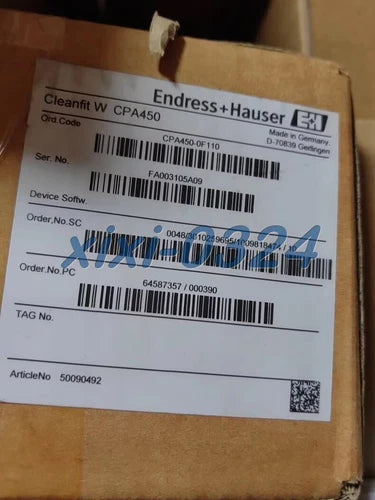 Endress+Hauser E+H
Cleanfit W CPA450
Made in Germany.
D-70839 Gerlingen
Ord.Code
CPA450-0F110
Ser. No.
FA003105A09
Device Softw.
Order.No.SC
Order.No.PC
64587357 / 000390
TAG No.
ArticleNo 50090492
xixi-0324